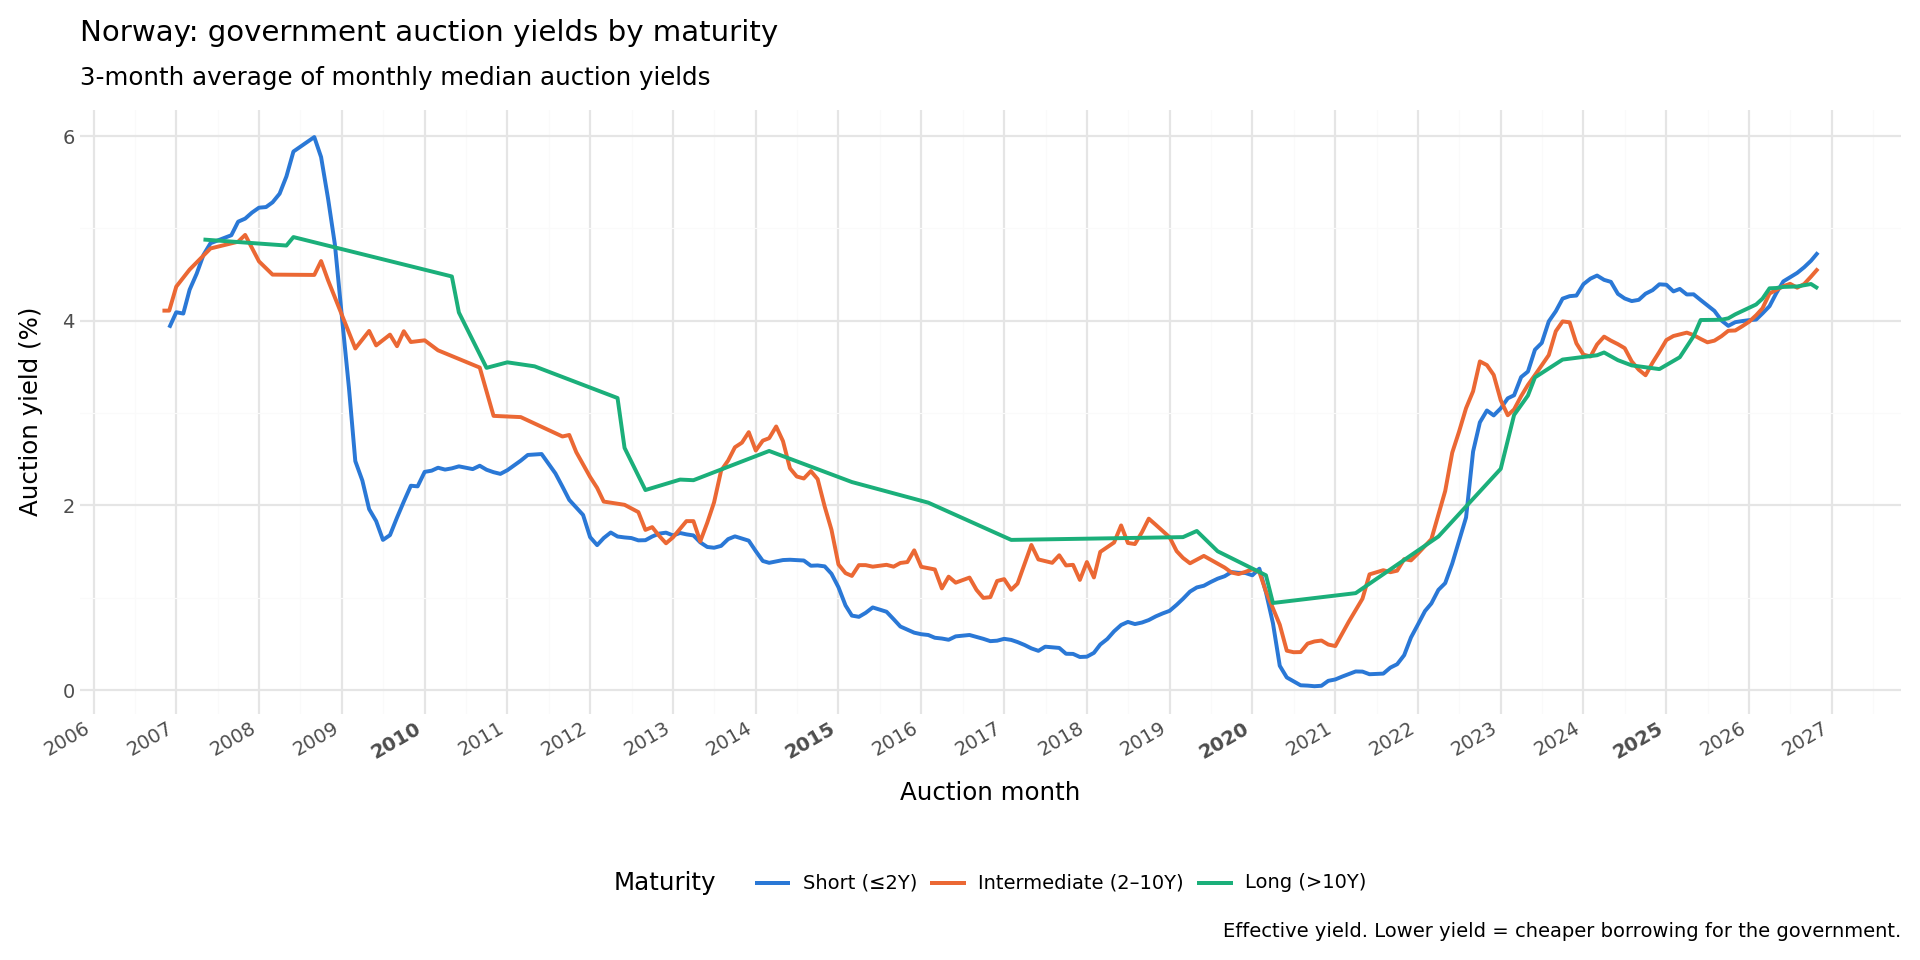 Norway: government auction yields by maturity
3-month average of monthly median auction yields
Auction yield (%)
6
4
2
0
2006 2007 2008 2009 2010 2011 2012 2013 2014 2015 2016 2017 2018 2019 2020 2021 2022 2023 2024 2025 2026 2027
Auction month
Maturity Short (≤2Y) Intermediate (2–10Y) Long (>10Y)
Effective yield. Lower yield = cheaper borrowing for the government.